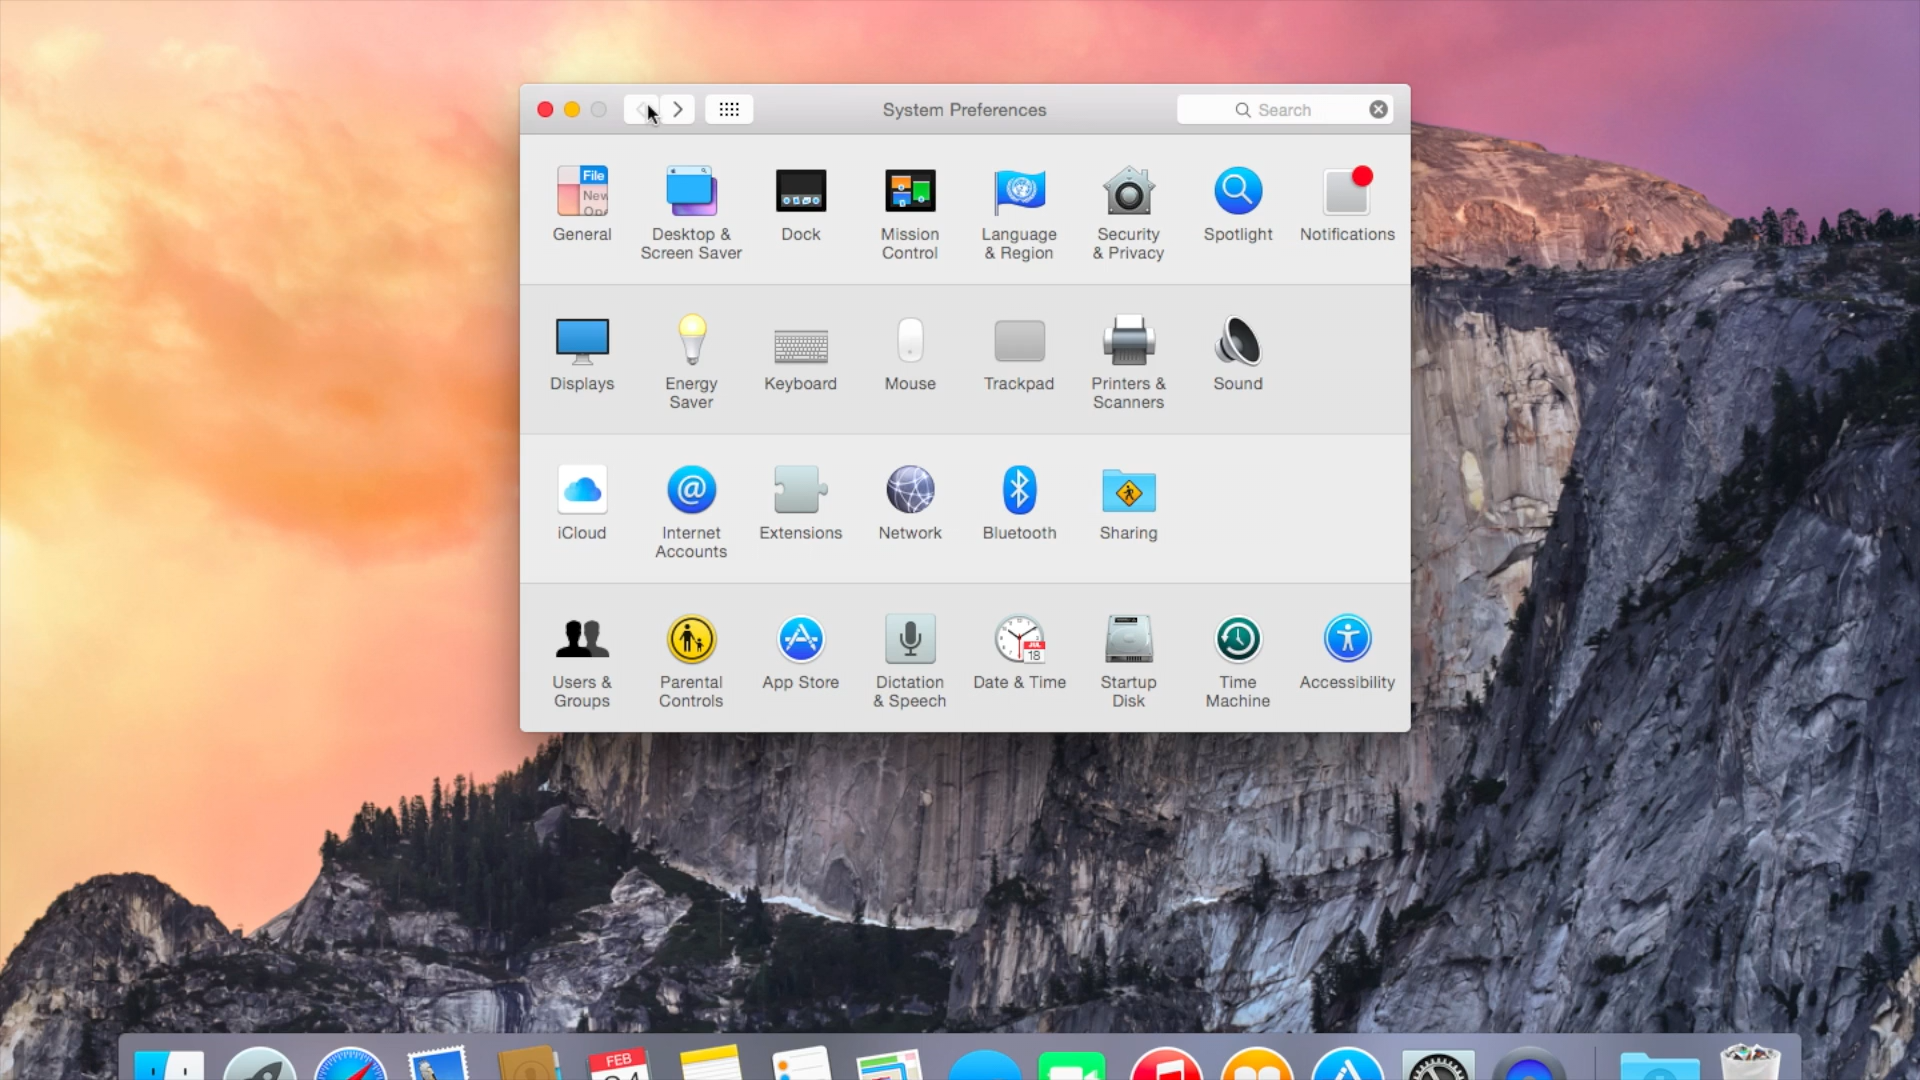 System Preferences
Search
File
New
General
Desktop &
Screen Saver
Dock
Mission
Control
Language
& Region
Security
& Privacy
Spotlight
Notifications
Displays
Energy
Saver
Keyboard
Mouse
Trackpad
Printers &
Scanners
Sound
iCloud
@
Internet
Accounts
Extensions
Network
Bluetooth
Sharing
JUL
18
Users &
Groups
Parental
Controls
App Store
Dictation
& Speech
Date & Time
Startup
Disk
Time
Machine
Accessibility
FEB